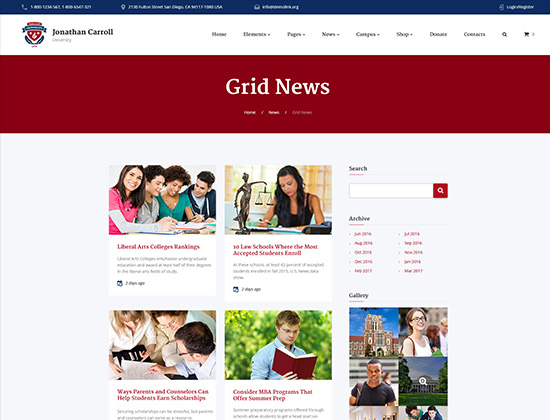 1-800-1234-567, 1-800-6547-321
2130 Fulton Street San Diego, CA 94117-1080 USA
info@demolink.org
Login/Register
Jonathan Carroll
University
Home
Elements
Pages
News
Campus
Shop
Donate
Contacts
Grid News
Home / News / Grid News
Liberal Arts Colleges Rankings
Liberal Arts Colleges emphasize undergraduate
education and award at least half of their degrees
in the liberal arts fields of study.
2 days ago
10 Law Schools Where the Most
Accepted Students Enroll
At these schools, at least 42 percent of accepted
students enrolled in fall 2015, U.S. News data
show.
2 days ago
Ways Parents and Counselors Can
Help Students Earn Scholarships
Securing scholarships can be stressful, but parents
and counselors can serve as a resource.
Consider MBA Programs That
Offer Summer Prep
Summer preparatory programs offered through
schools allow students to get a head start on
Search
Archive
Jun 2016
Jul 2016
Aug 2016
Sep 2016
Oct 2016
Nov 2016
Dec 2016
Jan 2016
Feb 2017
Mar 2017
Gallery